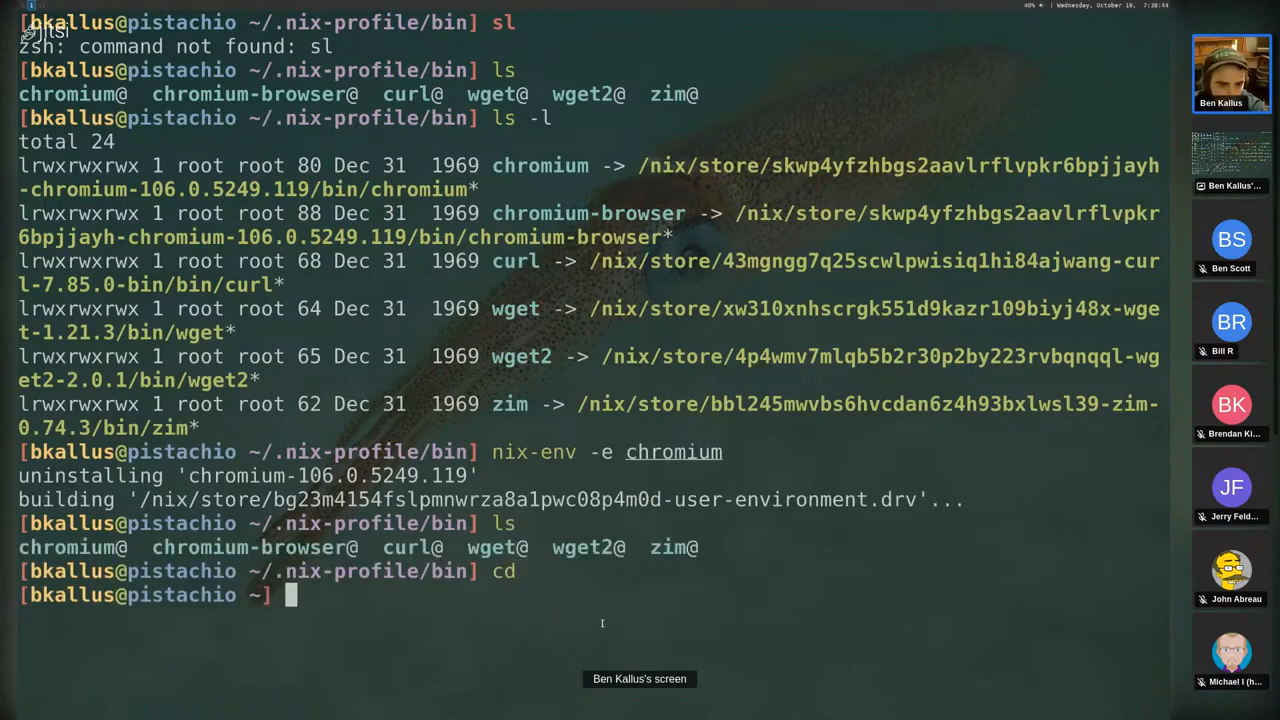 1
40%
Wednesday, October 19, 7:38:44
jitsi
[bkallus@pistachio ~/.nix-profile/bin] sl
zsh: command not found: sl
[bkallus@pistachio ~/.nix-profile/bin] ls
chromium@ chromium-browser@ curl@ wget@ wget2@ zim@
[bkallus@pistachio ~/.nix-profile/bin] ls -l
total 24
lrwxrwxrwx 1 root root 80 Dec 31 1969 chromium -> /nix/store/skwp4yfzhbgs2aavlrflvpkr6bpjjayh
-chromium-106.0.5249.119/bin/chromium*
lrwxrwxrwx 1 root root 88 Dec 31 1969 chromium-browser -> /nix/store/skwp4yfzhbgs2aavlrflvpkr
6bpjjayh-chromium-106.0.5249.119/bin/chromium-browser*
lrwxrwxrwx 1 root root 68 Dec 31 1969 curl -> /nix/store/43mgngg7q25scwlpwisiq1hi84ajwang-cur
l-7.85.0-bin/bin/curl*
lrwxrwxrwx 1 root root 64 Dec 31 1969 wget -> /nix/store/xw310xnhscrgk551d9kazr109biyj48x-wge
t-1.21.3/bin/wget*
lrwxrwxrwx 1 root root 65 Dec 31 1969 wget2 -> /nix/store/4p4wmv7mlqb5b2r30p2by223rvbqnqql-wg
et2-2.0.1/bin/wget2*
lrwxrwxrwx 1 root root 62 Dec 31 1969 zim -> /nix/store/bbl245mwvbs6hvcdan6z4h93bxlwsl39-zim-
0.74.3/bin/zim*
[bkallus@pistachio ~/.nix-profile/bin] nix-env -e chromium
uninstalling 'chromium-106.0.5249.119'
building '/nix/store/bg23m4154fslpmnwrza8a1pwc08p4m0d-user-environment.drv'...
[bkallus@pistachio ~/.nix-profile/bin] ls
chromium@ chromium-browser@ curl@ wget@ wget2@ zim@
[bkallus@pistachio ~/.nix-profile/bin] cd
[bkallus@pistachio ~]
Ben Kallus's screen
Ben Kallus
Ben Kallus'...
BS
Ben Scott
BR
Bill R
BK
Brendan Ki...
JF
Jerry Feld...
John Abreau
Michael I (h...